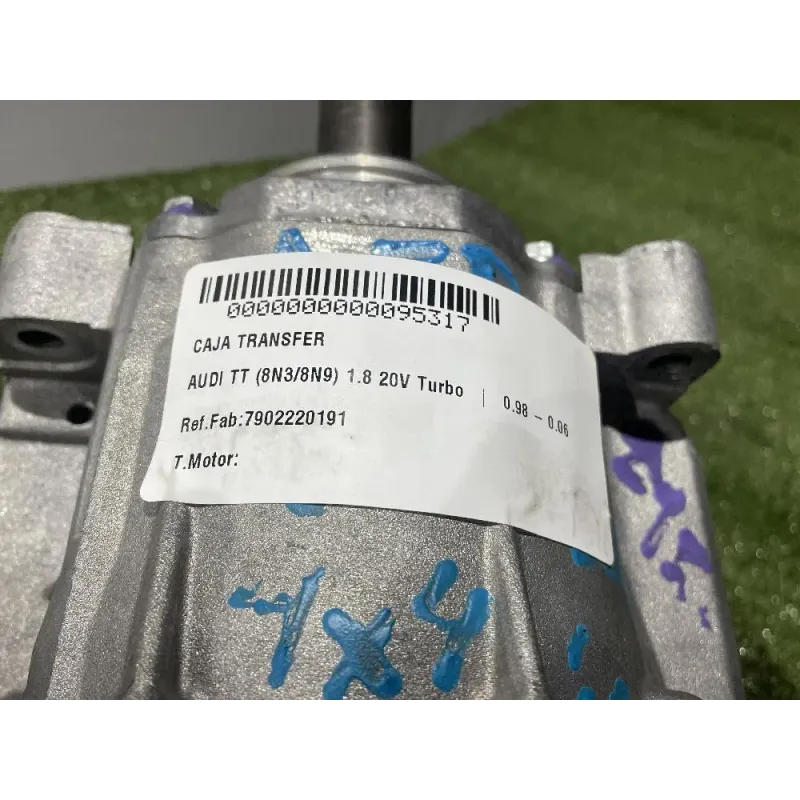 0000000000095317
CAJA TRANSFER
AUDI TT (8N3/8N9) 1.8 20V Turbo | 0.98 - 0.06
Ref.Fab:7902220191
T.Motor:
4x4